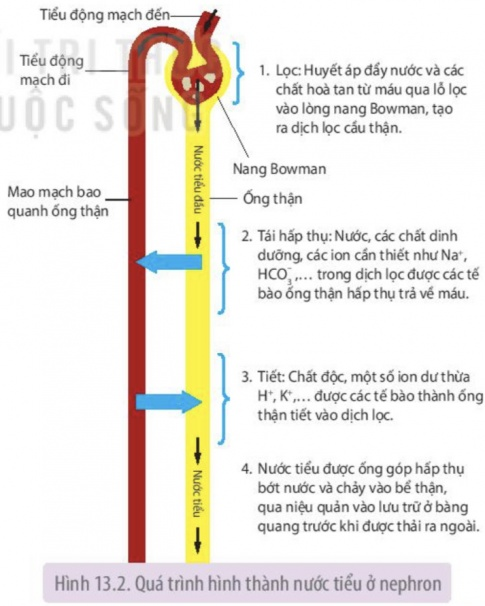 Tiểu động mạch đến
Tiểu động
mạch đi
1. Lọc: Huyết áp đẩy nước và các
chất hoà tan từ máu qua lỗ lọc
vào lòng nang Bowman, tạo
ra dịch lọc cầu thận.
Nang Bowman
Nước tiểu đầu
Ống thận
Mao mạch bao
quanh ống thận
2. Tái hấp thụ: Nước, các chất dinh
dưỡng, các ion cần thiết như Na⁺,
HCO₃⁻,... trong dịch lọc được các tế
bào ống thận hấp thụ trả về máu.
3. Tiết: Chất độc, một số ion dư thừa
H⁺, K⁺,... được các tế bào thành ống
thận tiết vào dịch lọc.
Nước tiểu
4. Nước tiểu được ống góp hấp thụ
bớt nước và chảy vào bể thận,
qua niệu quản vào lưu trữ ở bàng
quang trước khi được thải ra ngoài.
Hình 13.2. Quá trình hình thành nước tiểu ở nephron